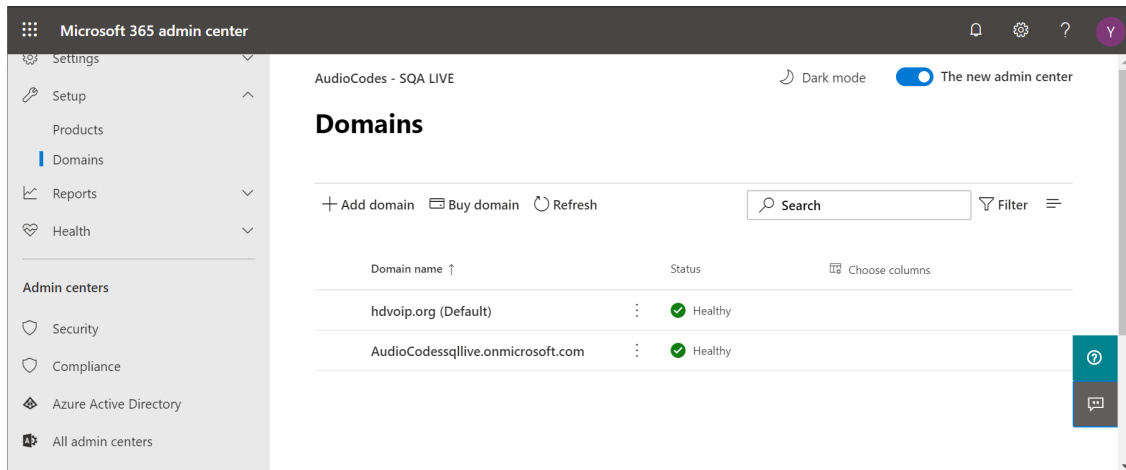 Microsoft 365 admin center
Y
Settings
Setup
Products
Domains
Reports
Health
Admin centers
Security
Compliance
Azure Active Directory
All admin centers
AudioCodes - SQA LIVE
Dark mode
The new admin center
Domains
Add domain
Buy domain
Refresh
Search
Filter
Domain name ↑
Status
Choose columns
hdvoip.org (Default)
Healthy
AudioCodessqllive.onmicrosoft.com
Healthy